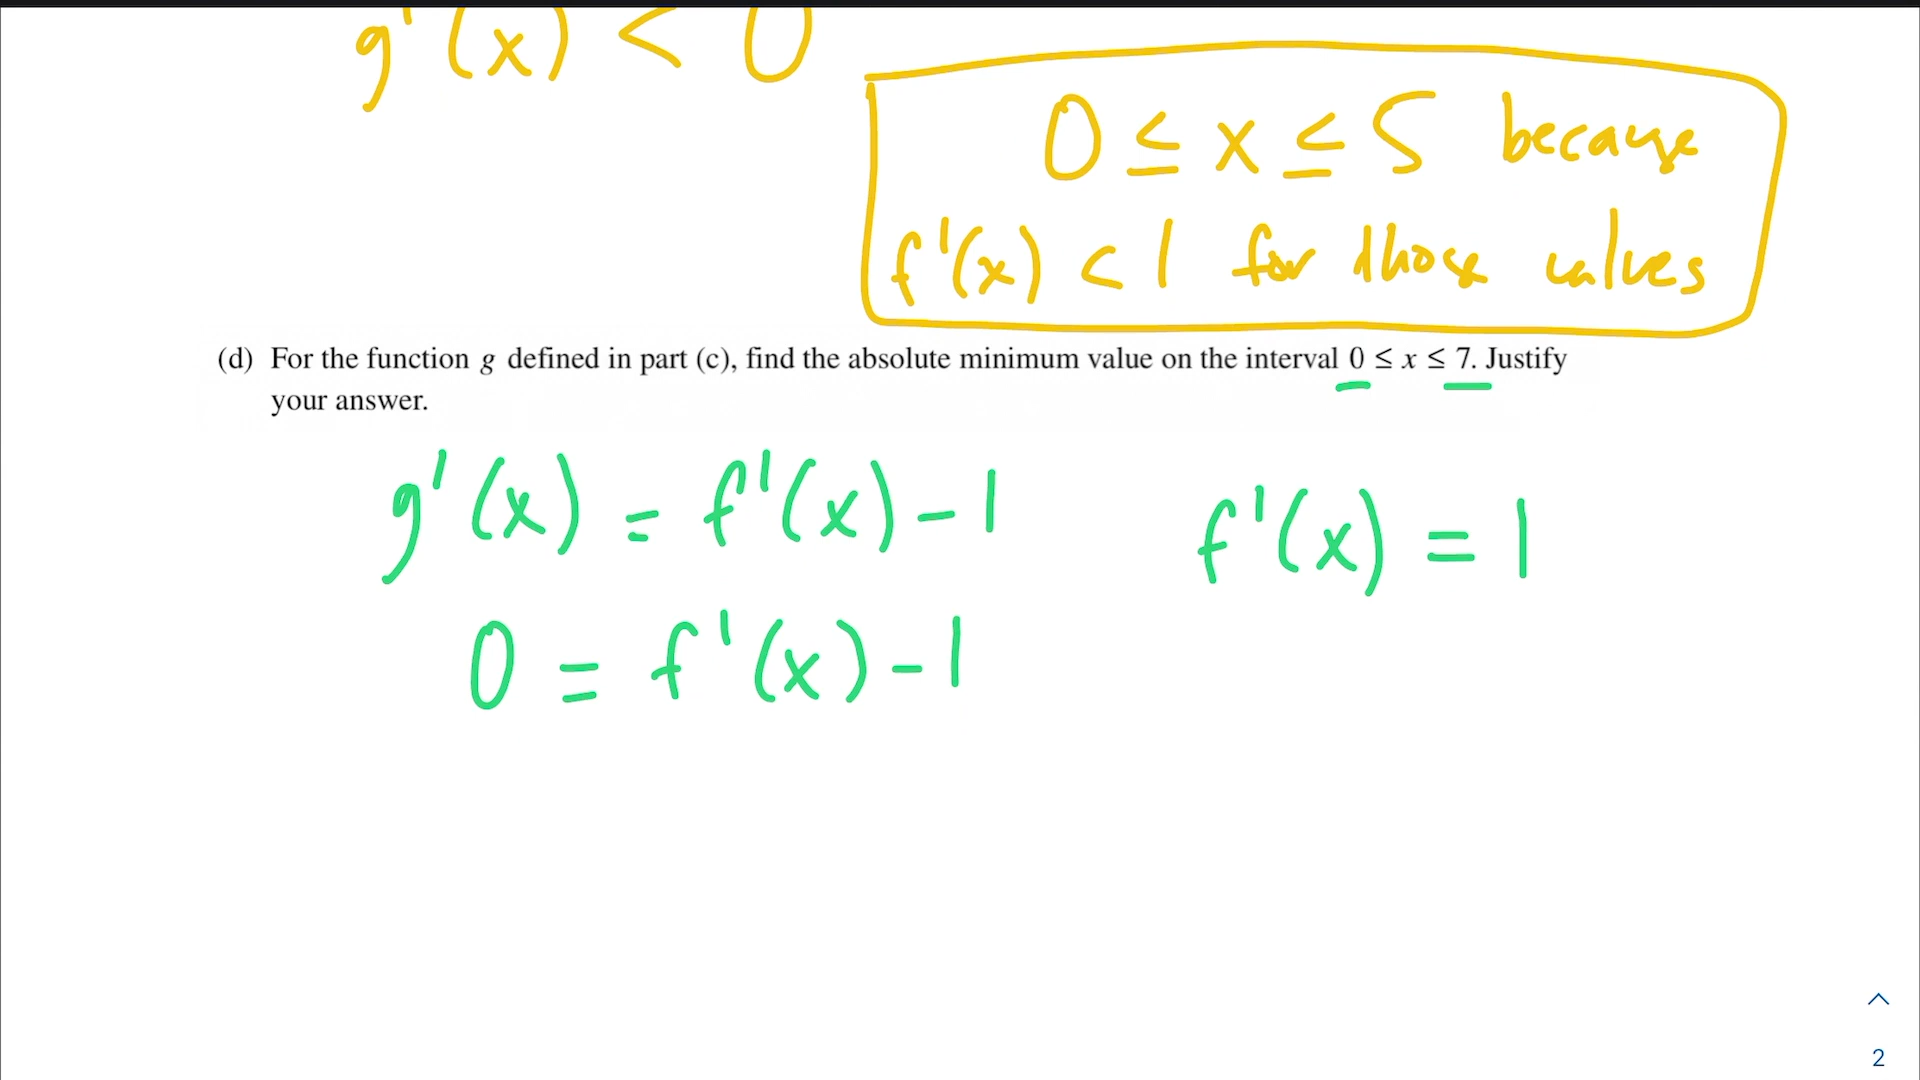 g'(x) < 0
0 ≤ x ≤ 5 because
f'(x) < 1 for those values
(d) For the function g defined in part (c), find the absolute minimum value on the interval 0 ≤ x ≤ 7. Justify
your answer.
g'(x) = f'(x) - 1
f'(x) = 1
0 = f'(x) - 1
2